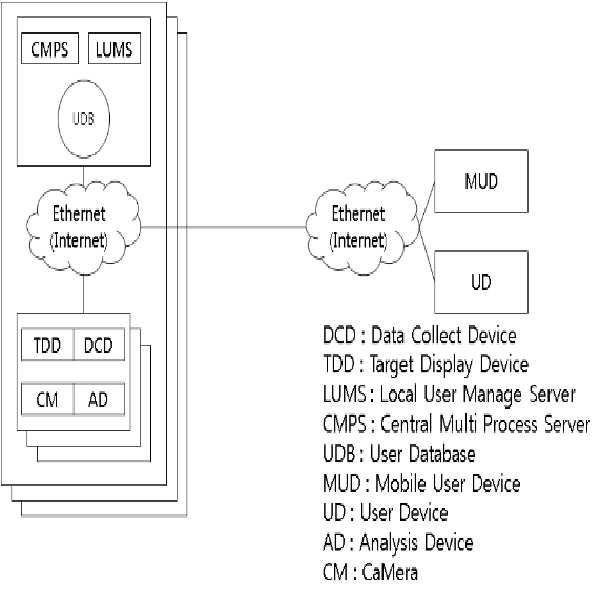 CMPS LUMS
UDB
Ethernet
(Internet)
TDD DCD
CM AD
Ethernet
(Internet)
MUD
UD
DCD : Data Collect Device
TDD : Target Display Device
LUMS : Local User Manage Server
CMPS : Central Multi Process Server
UDB : User Database
MUD : Mobile User Device
UD : User Device
AD : Analysis Device
CM : CaMera